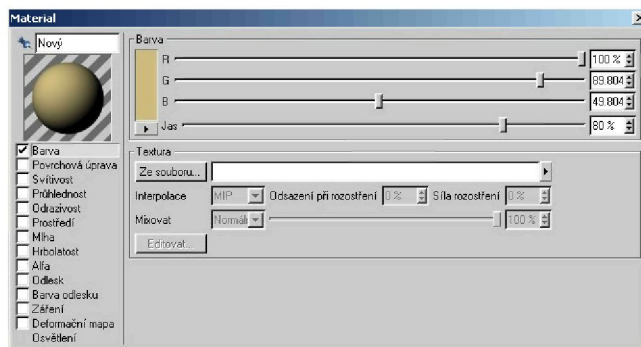 Material
Nový
Barva
R 100 %
G 89.804
B 49.804
Jas 80 %
Barva
Povrchová úprava
Svítivost
Průhlednost
Odrazivost
Prostředí
Mlha
Hrbolatost
Alfa
Odlesk
Barva odlesku
Záření
Deformační mapa
Osvětlení
Textura
Ze souboru...
Interpolace MIP Odsazení při rozostření 0 % Síla rozostření 0 %
Mixovat Normáln 100 %
Editovat...